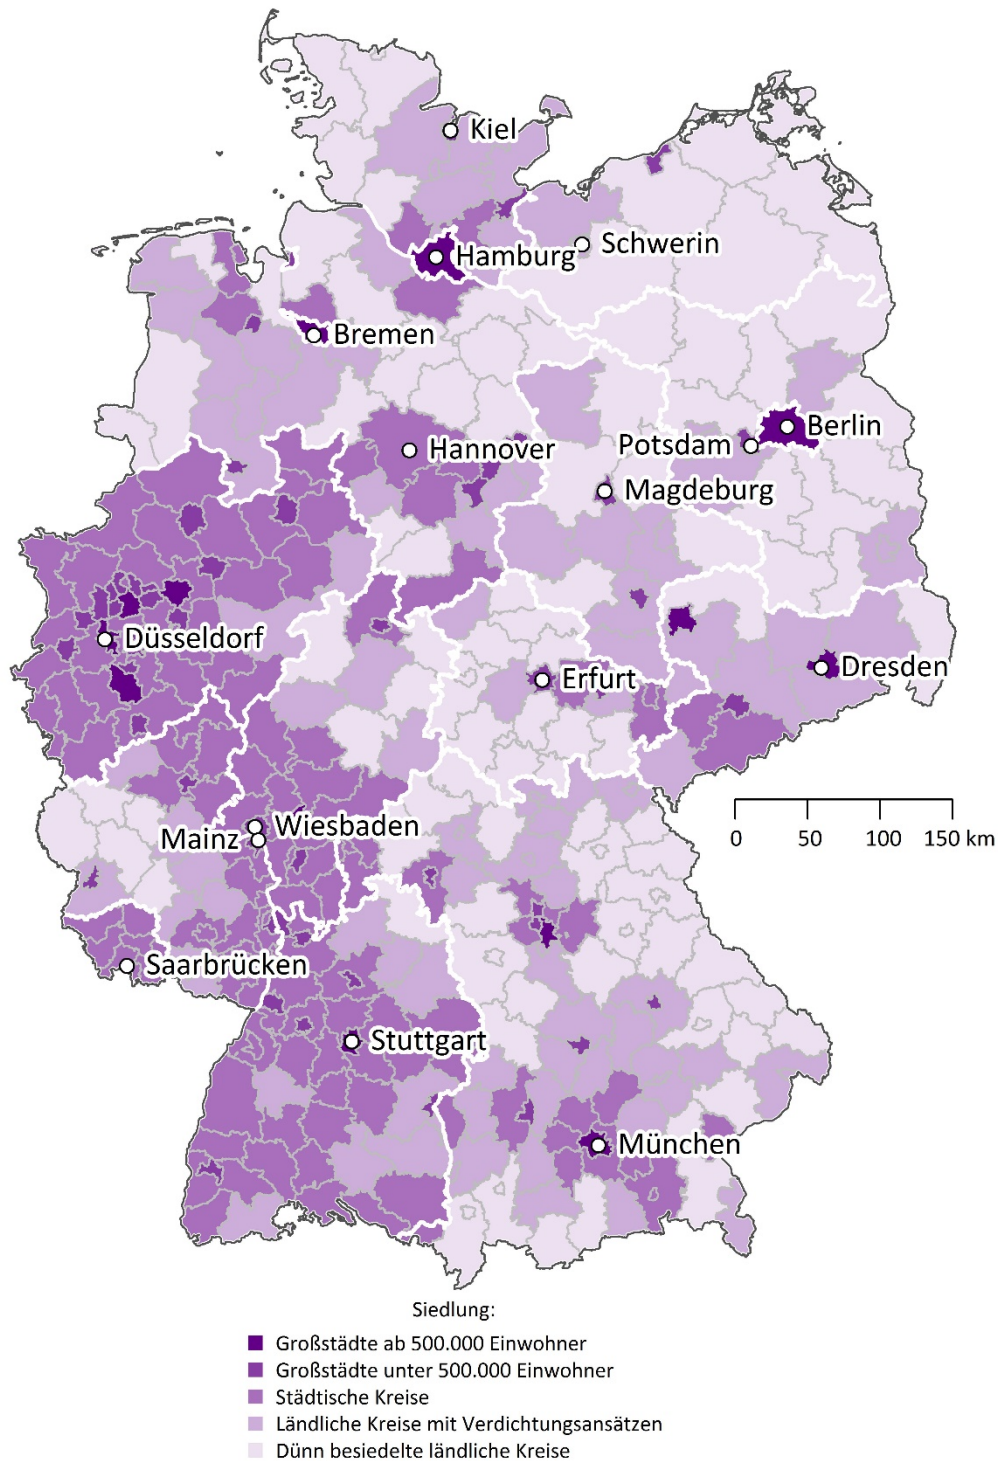 Kiel
Schwerin
Hamburg
Bremen
Berlin
Hannover
Potsdam
Magdeburg
Düsseldorf
Dresden
Erfurt
0 50 100 150 km
Wiesbaden
Mainz
Saarbrücken
Stuttgart
München
Siedlung:
Großstädte ab 500.000 Einwohner
Großstädte unter 500.000 Einwohner
Städtische Kreise
Ländliche Kreise mit Verdichtungsansätzen
Dünn besiedelte ländliche Kreise